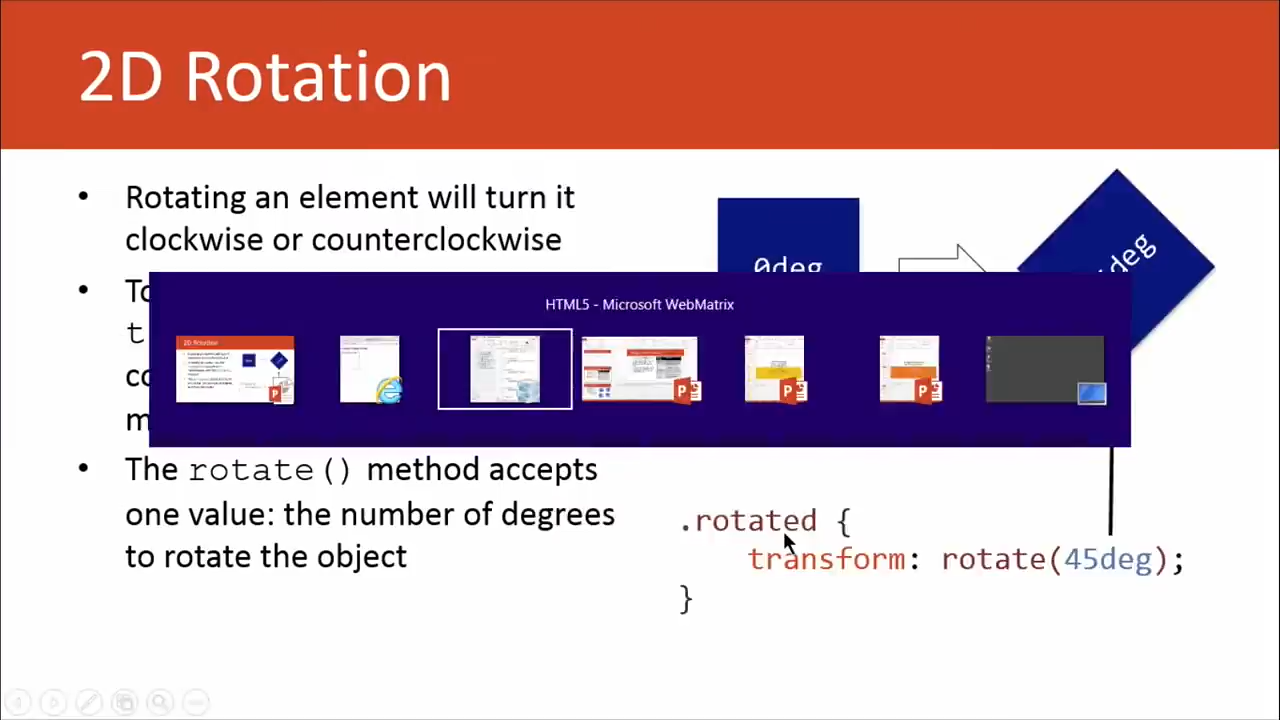 2D Rotation
• Rotating an element will turn it
clockwise or counterclockwise
• To
t
co
m
• The rotate() method accepts
one value: the number of degrees
to rotate the object
0deg
deg
HTML5 - Microsoft WebMatrix
2D Rotation
.rotated {
transform: rotate(45deg);
}